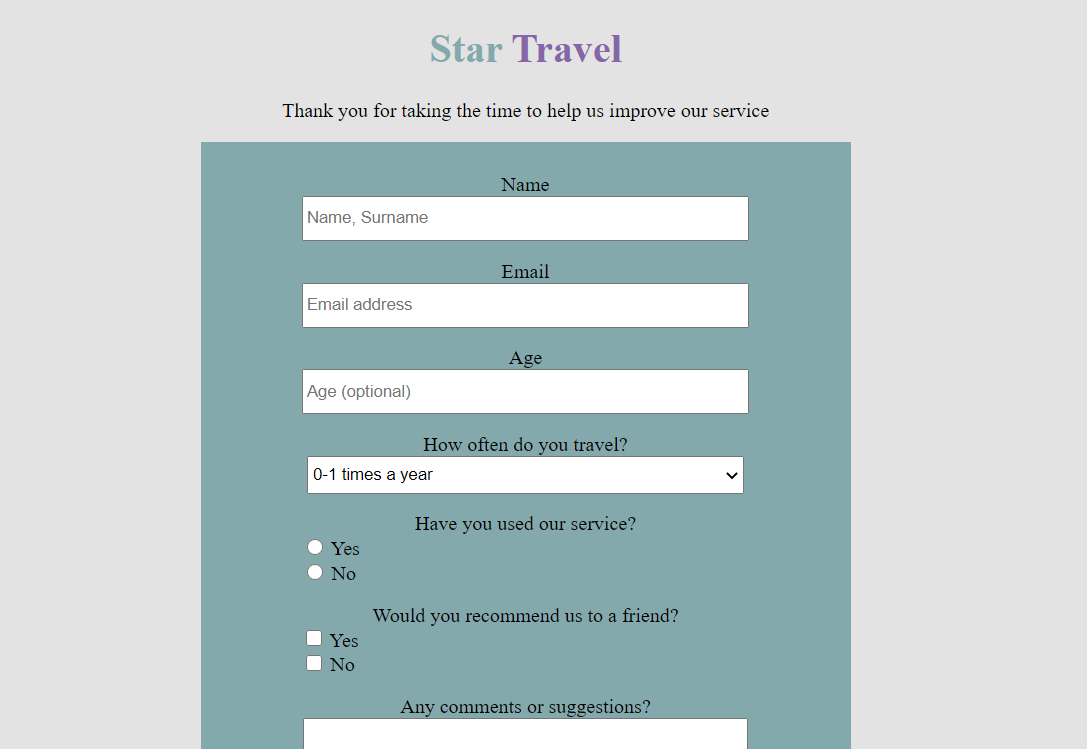 Star Travel
Thank you for taking the time to help us improve our service
Name
Name, Surname
Email
Email address
Age
Age (optional)
How often do you travel?
0-1 times a year
Have you used our service?
Yes
No
Would you recommend us to a friend?
Yes
No
Any comments or suggestions?